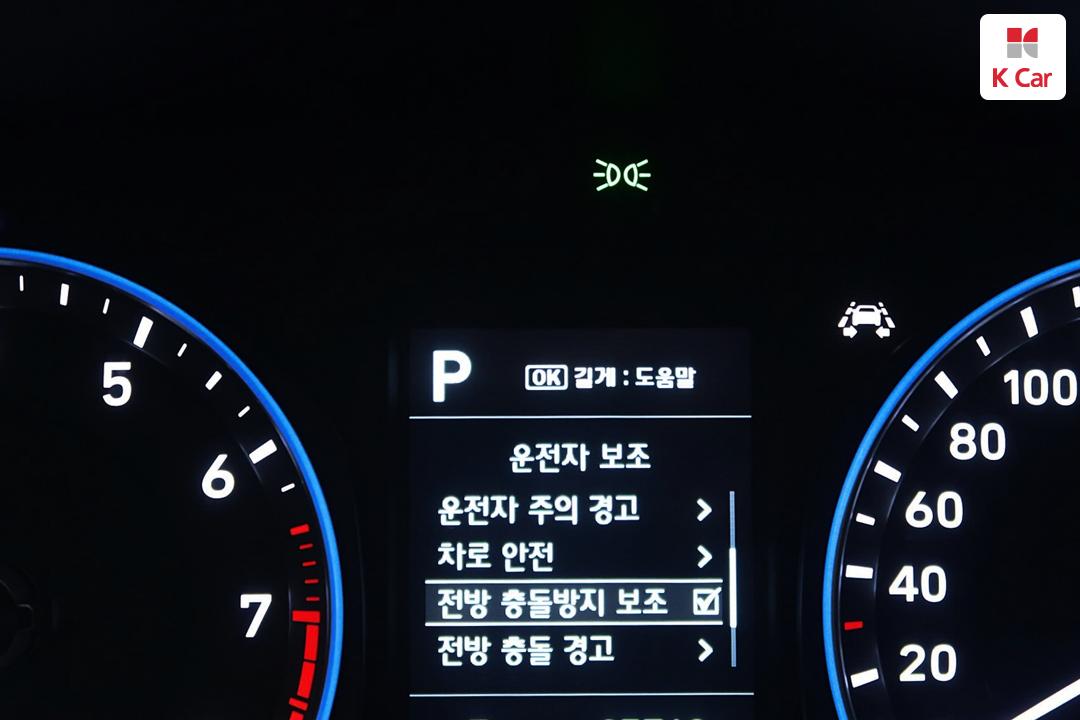 K Car
P
OK 길게 : 도움말
운전자 보조
운전자 주의 경고
차로 안전
전방 충돌방지 보조
전방 충돌 경고
5
6
7
100
80
60
40
20